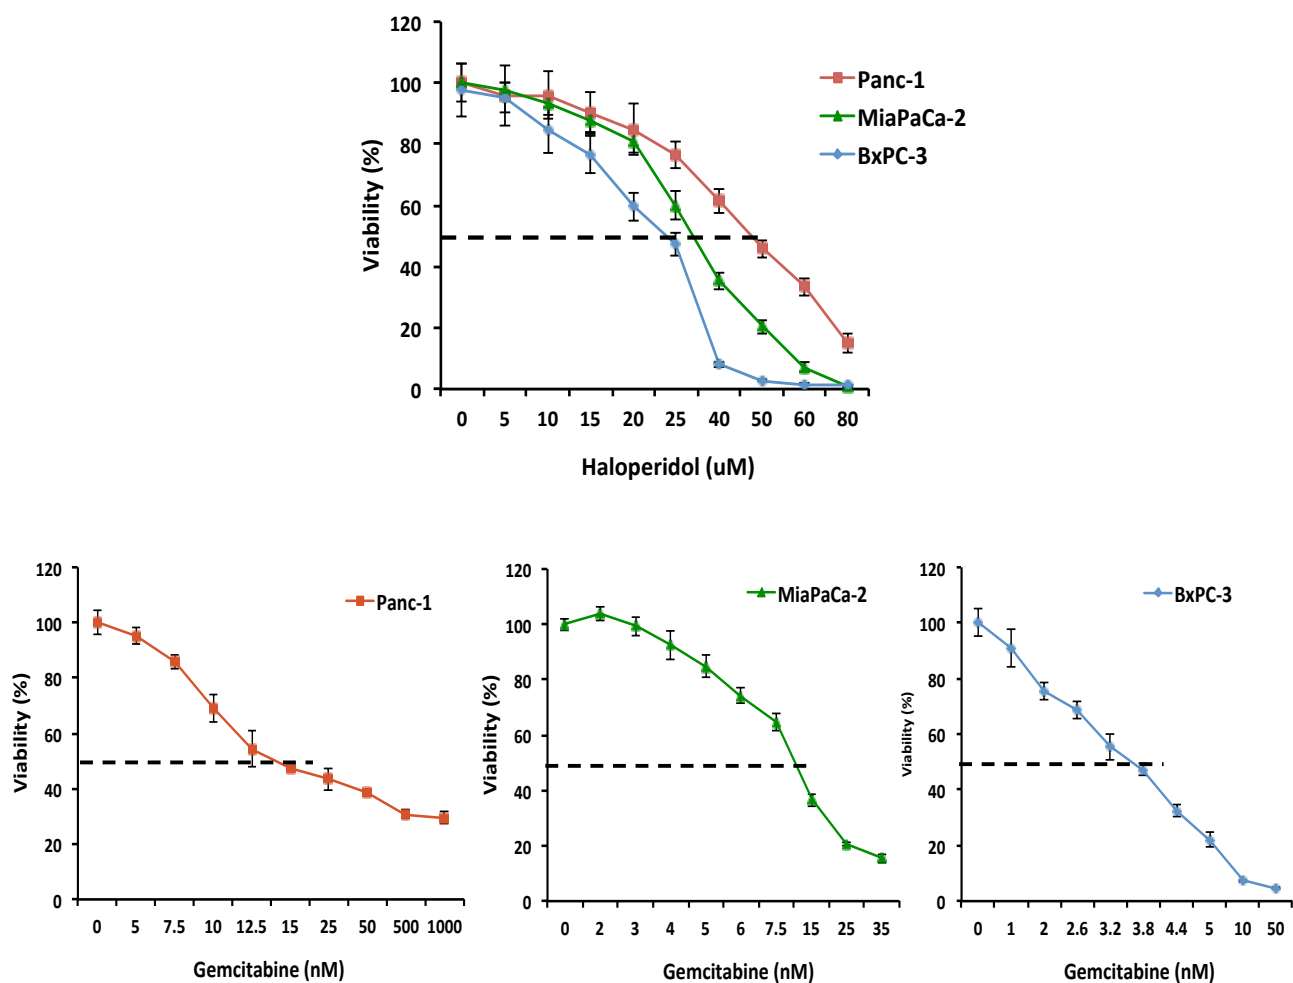 120
100
80
60
40
20
0
Viability (%)
Panc-1
MiaPaCa-2
BxPC-3
0 5 10 15 20 25 40 50 60 80
Haloperidol (uM)
120
100
80
60
40
20
0
Viability (%)
Panc-1
0 5 7.5 10 12.5 15 25 50 500 1000
Gemcitabine (nM)
120
100
80
60
40
20
0
Viability (%)
MiaPaCa-2
0 2 3 4 5 6 7.5 15 25 35
Gemcitabine (nM)
120
100
80
60
40
20
0
Viability (%)
BxPC-3
0 1 2 2.6 3.2 3.8 4.4 5 10 50
Gemcitabine (nM)